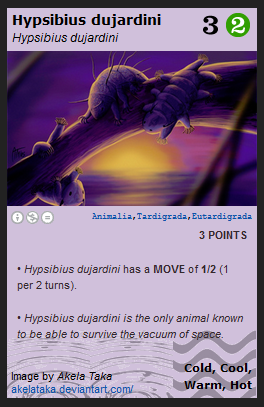 Hypsibius dujardini
3 2
Hypsibius dujardini
Animalia,Tardigrada,Eutardigrada
3 POINTS
• Hypsibius dujardini has a MOVE of 1/2 (1
per 2 turns).
• Hypsibius dujardini is the only animal known
to be able to survive the vacuum of space.
Image by Akela Taka
akelataka.deviantart.com/
Cold, Cool,
Warm, Hot